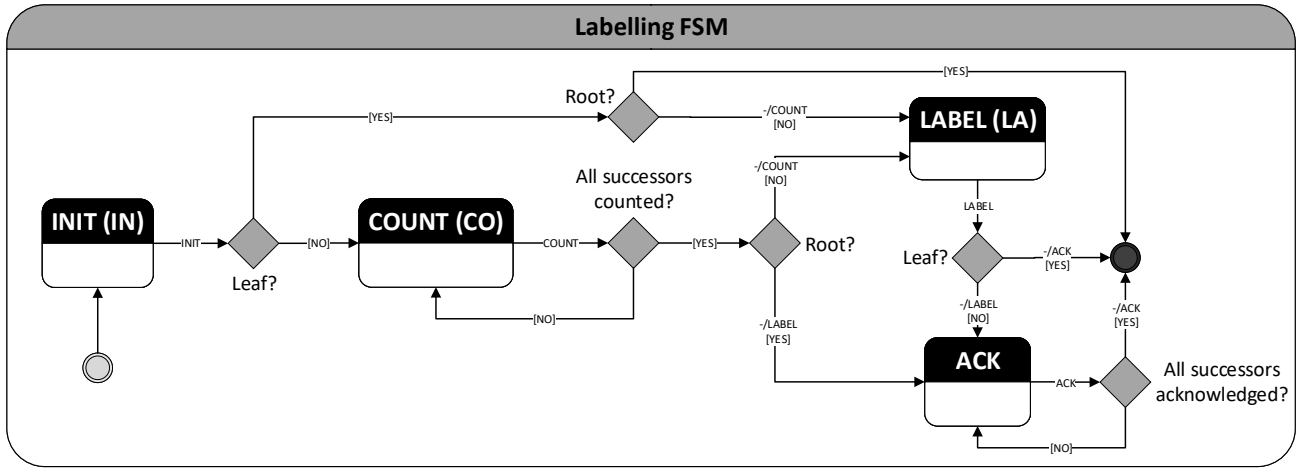 Labelling FSM
[YES]
Root?
[YES]
-/COUNT
[NO]
LABEL (LA)
-/COUNT
[NO]
All successors
counted?
INIT (IN)
COUNT (CO)
LABEL
INIT
[NO]
COUNT
[YES]
Root?
Leaf?
-/ACK
[YES]
Leaf?
[NO]
-/LABEL
[YES]
-/LABEL
[NO]
-/ACK
[YES]
ACK
ACK
All successors
acknowledged?
[NO]